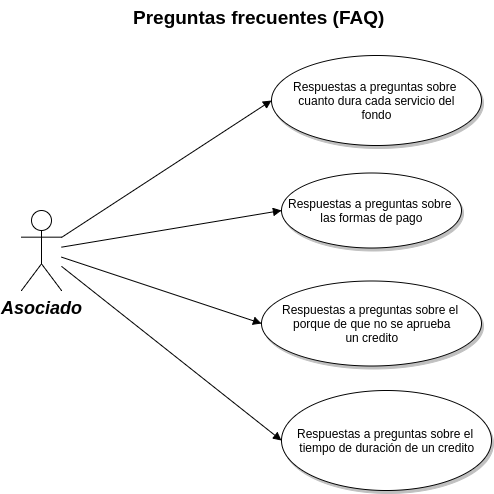 Preguntas frecuentes (FAQ)
Respuestas a preguntas sobre
cuanto dura cada servicio del
fondo
Respuestas a preguntas sobre
las formas de pago
Asociado
Respuestas a preguntas sobre el
porque de que no se aprueba
un credito
Respuestas a preguntas sobre el
tiempo de duración de un credito